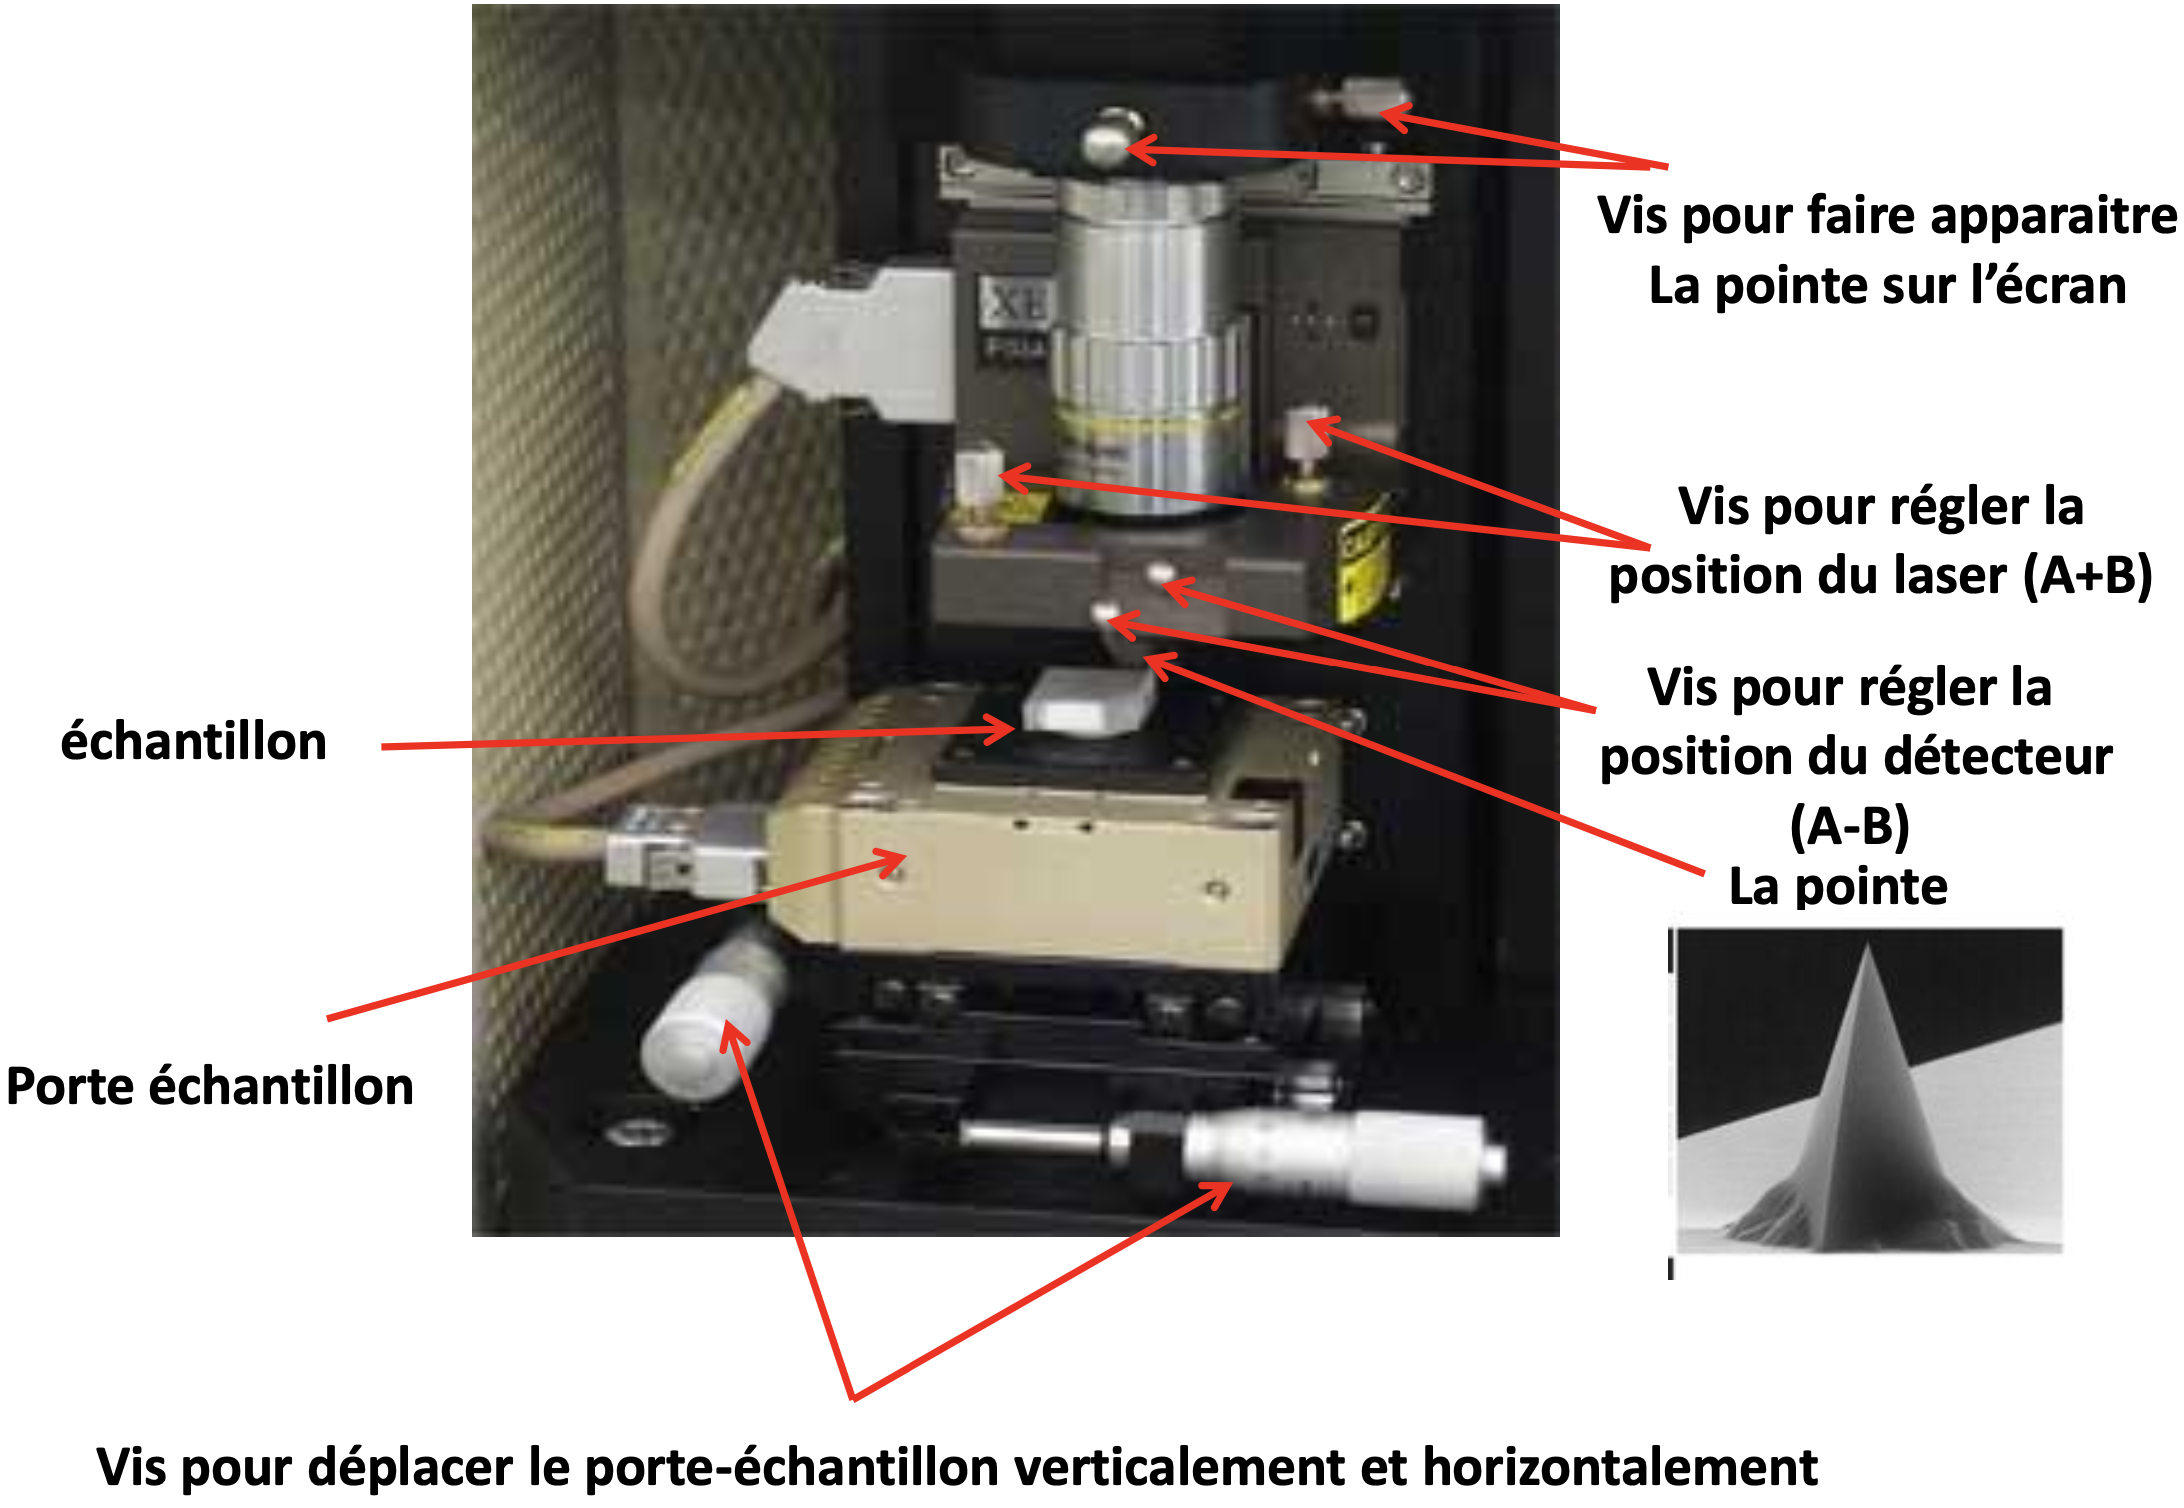 Vis pour faire apparaitre
La pointe sur l’écran
XE
Vis pour régler la
position du laser (A+B)
Vis pour régler la
position du détecteur
(A-B)
La pointe
échantillon
Porte échantillon
Vis pour déplacer le porte-échantillon verticalement et horizontalement